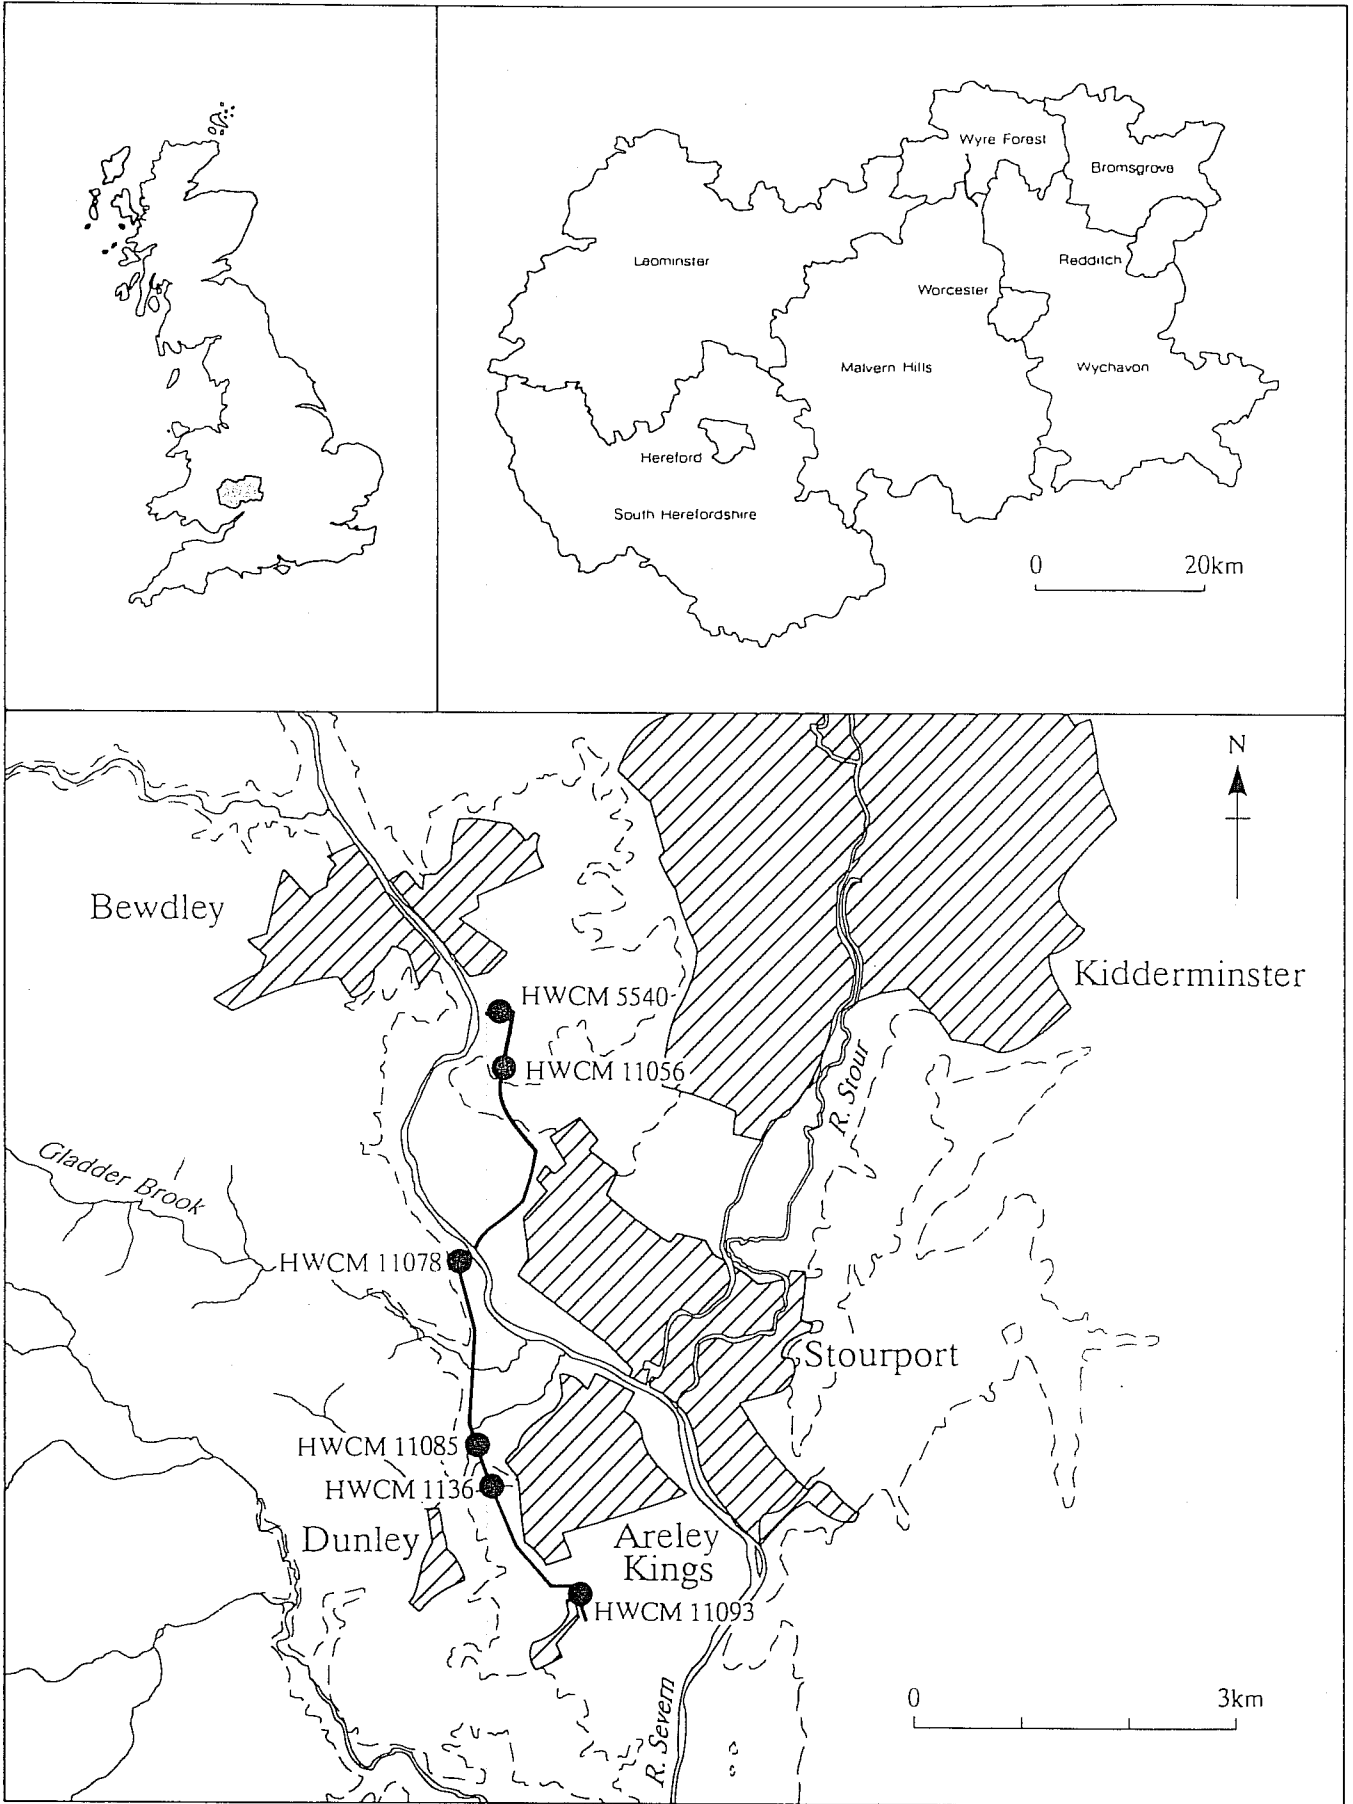 Wyre Forest
Bromsgrove
Leominster
Redditch
Worcester
Malvern Hills
Wychavon
Hereford
South Herefordshire
0 20km
N
Bewdley
Kidderminster
HWCM 5540
HWCM 11056
R. Stour
Gladder Brook
HWCM 11078
Stourport
HWCM 11085
HWCM 1136
Dunley
Areley
Kings
HWCM 11093
R. Severn
0 3km